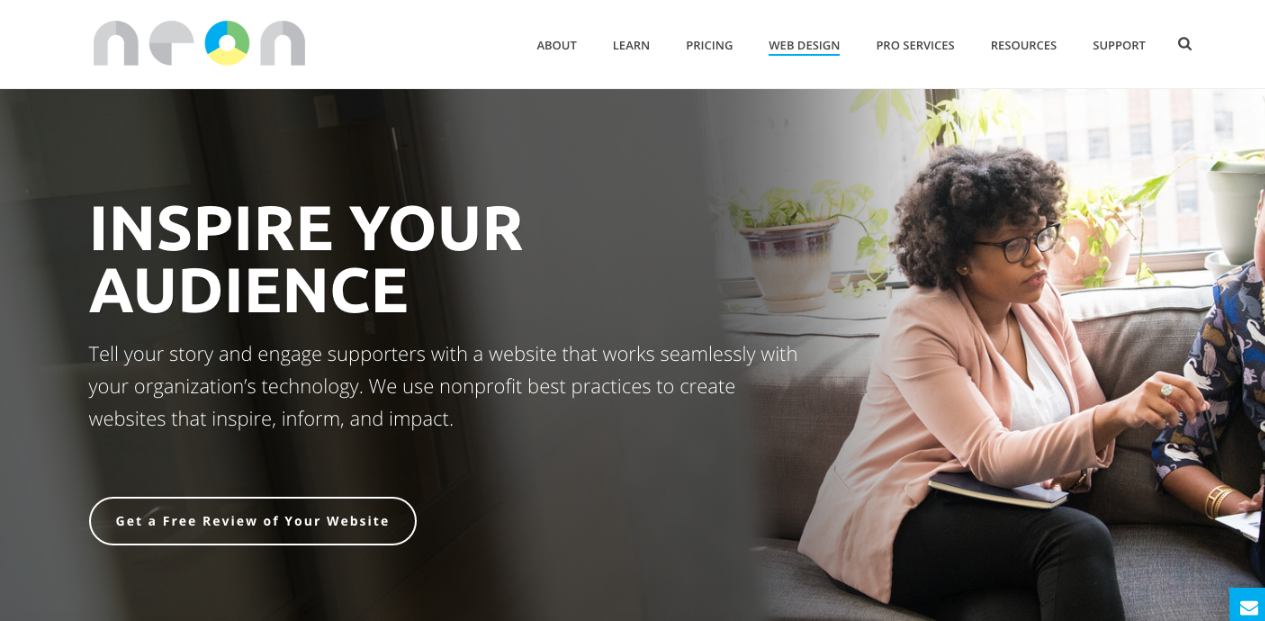 neon
ABOUT
LEARN
PRICING
WEB DESIGN
PRO SERVICES
RESOURCES
SUPPORT
INSPIRE YOUR
AUDIENCE
Tell your story and engage supporters with a website that works seamlessly with
your organization’s technology. We use nonprofit best practices to create
websites that inspire, inform, and impact.
Get a Free Review of Your Website